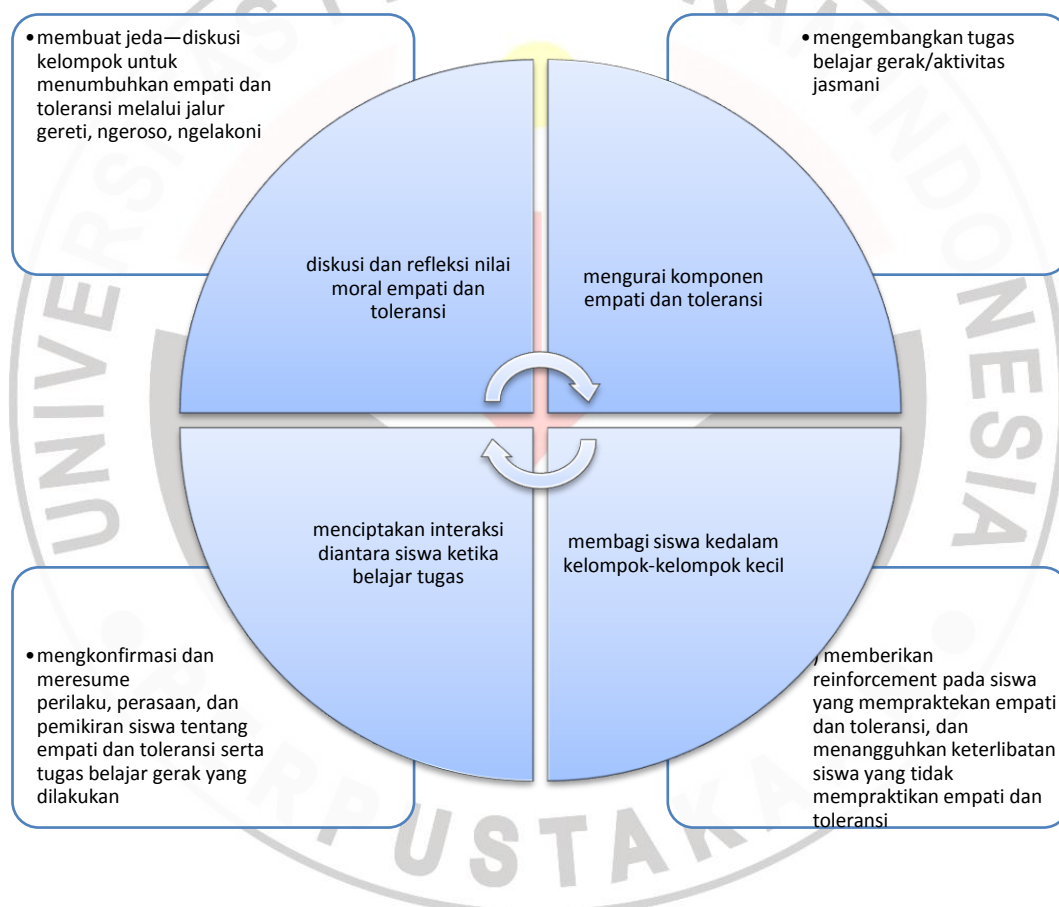 •membuat jeda—diskusi
kelompok untuk
menumbuhkan empati dan
toleransi melalui jalur
gereti, ngeroso, ngelakoni
•mengembangkan tugas
belajar gerak/aktivitas
jasmani
diskusi dan refleksi nilai
moral empati dan
toleransi
mengurai komponen
empati dan toleransi
menciptakan interaksi
diantara siswa ketika
belajar tugas
membagi siswa kedalam
kelompok-kelompok kecil
•mengkonfirmasi dan
meresume
perilaku, perasaan, dan
pemikiran siswa tentang
empati dan toleransi serta
tugas belajar gerak yang
dilakukan
) memberikan
reinforcement pada siswa
yang mempraktekan empati
dan toleransi, dan
menangguhkan keterlibatan
siswa yang tidak
mempraktikan empati dan
toleransi
UNIVERSITAS PENDIDIKAN INDONESIA
PERPUSTAKAAN